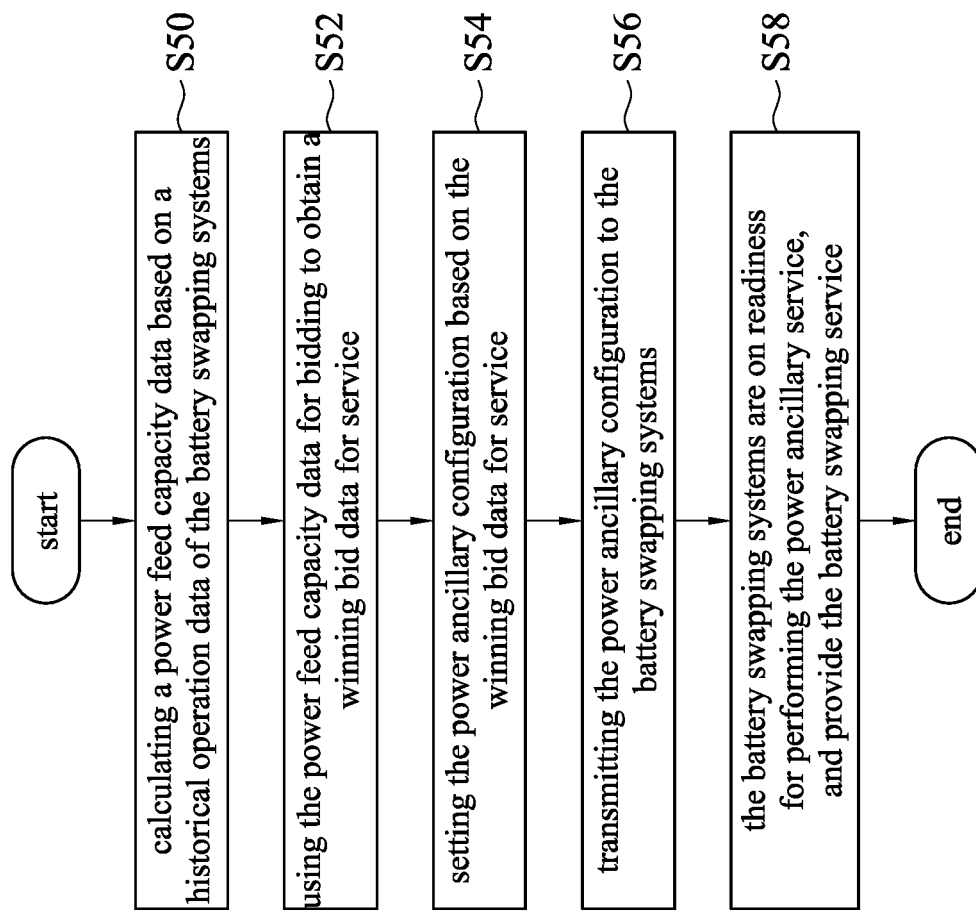 start
calculating a power feed capacity data based on a
historical operation data of the battery swapping systems
S50
using the power feed capacity data for bidding to obtain a
winning bid data for service
S52
setting the power ancillary configuration based on the
winning bid data for service
S54
transmitting the power ancillary configuration to the
battery swapping systems
S56
the battery swapping systems are on readiness
for performing the power ancillary service,
and provide the battery swapping service
S58
end